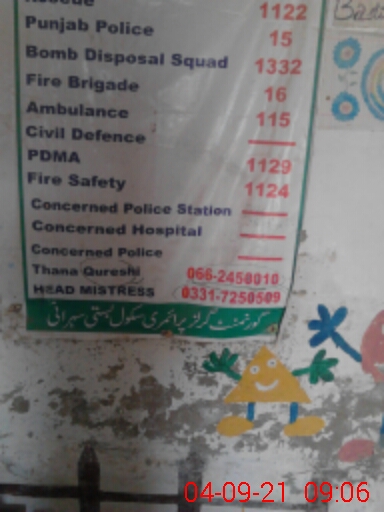 Rescue 1122
Punjab Police 15
Bomb Disposal Squad 1332
Fire Brigade 16
Ambulance 115
Civil Defence
PDMA 1129
Fire Safety 1124
Concerned Police Station
Concerned Hospital
Concerned Police
Thana Qureshi 066-2458010
HEAD MISTRESS 0331-7250509
گورنمنٹ گرلز پرائمری سکول بستی سہرانی
04-09-21 09:06